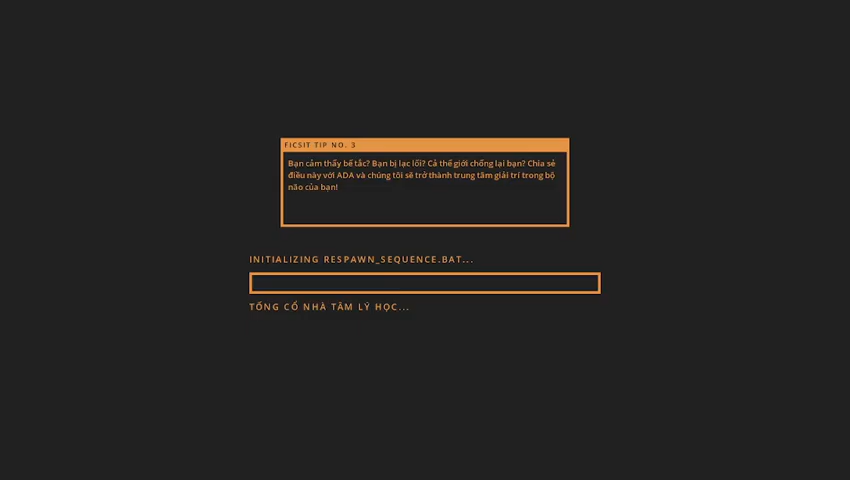 FICSIT TIP NO. 3
Bạn cảm thấy bế tắc? Bạn bị lạc lối? Cả thế giới chống lại bạn? Chia sẻ
điều này với ADA và chúng tôi sẽ trở thành trung tâm giải trí trong bộ
não của bạn!
INITIALIZING RESPAWN_SEQUENCE.BAT...
TỐNG CỔ NHÀ TÂM LÝ HỌC...